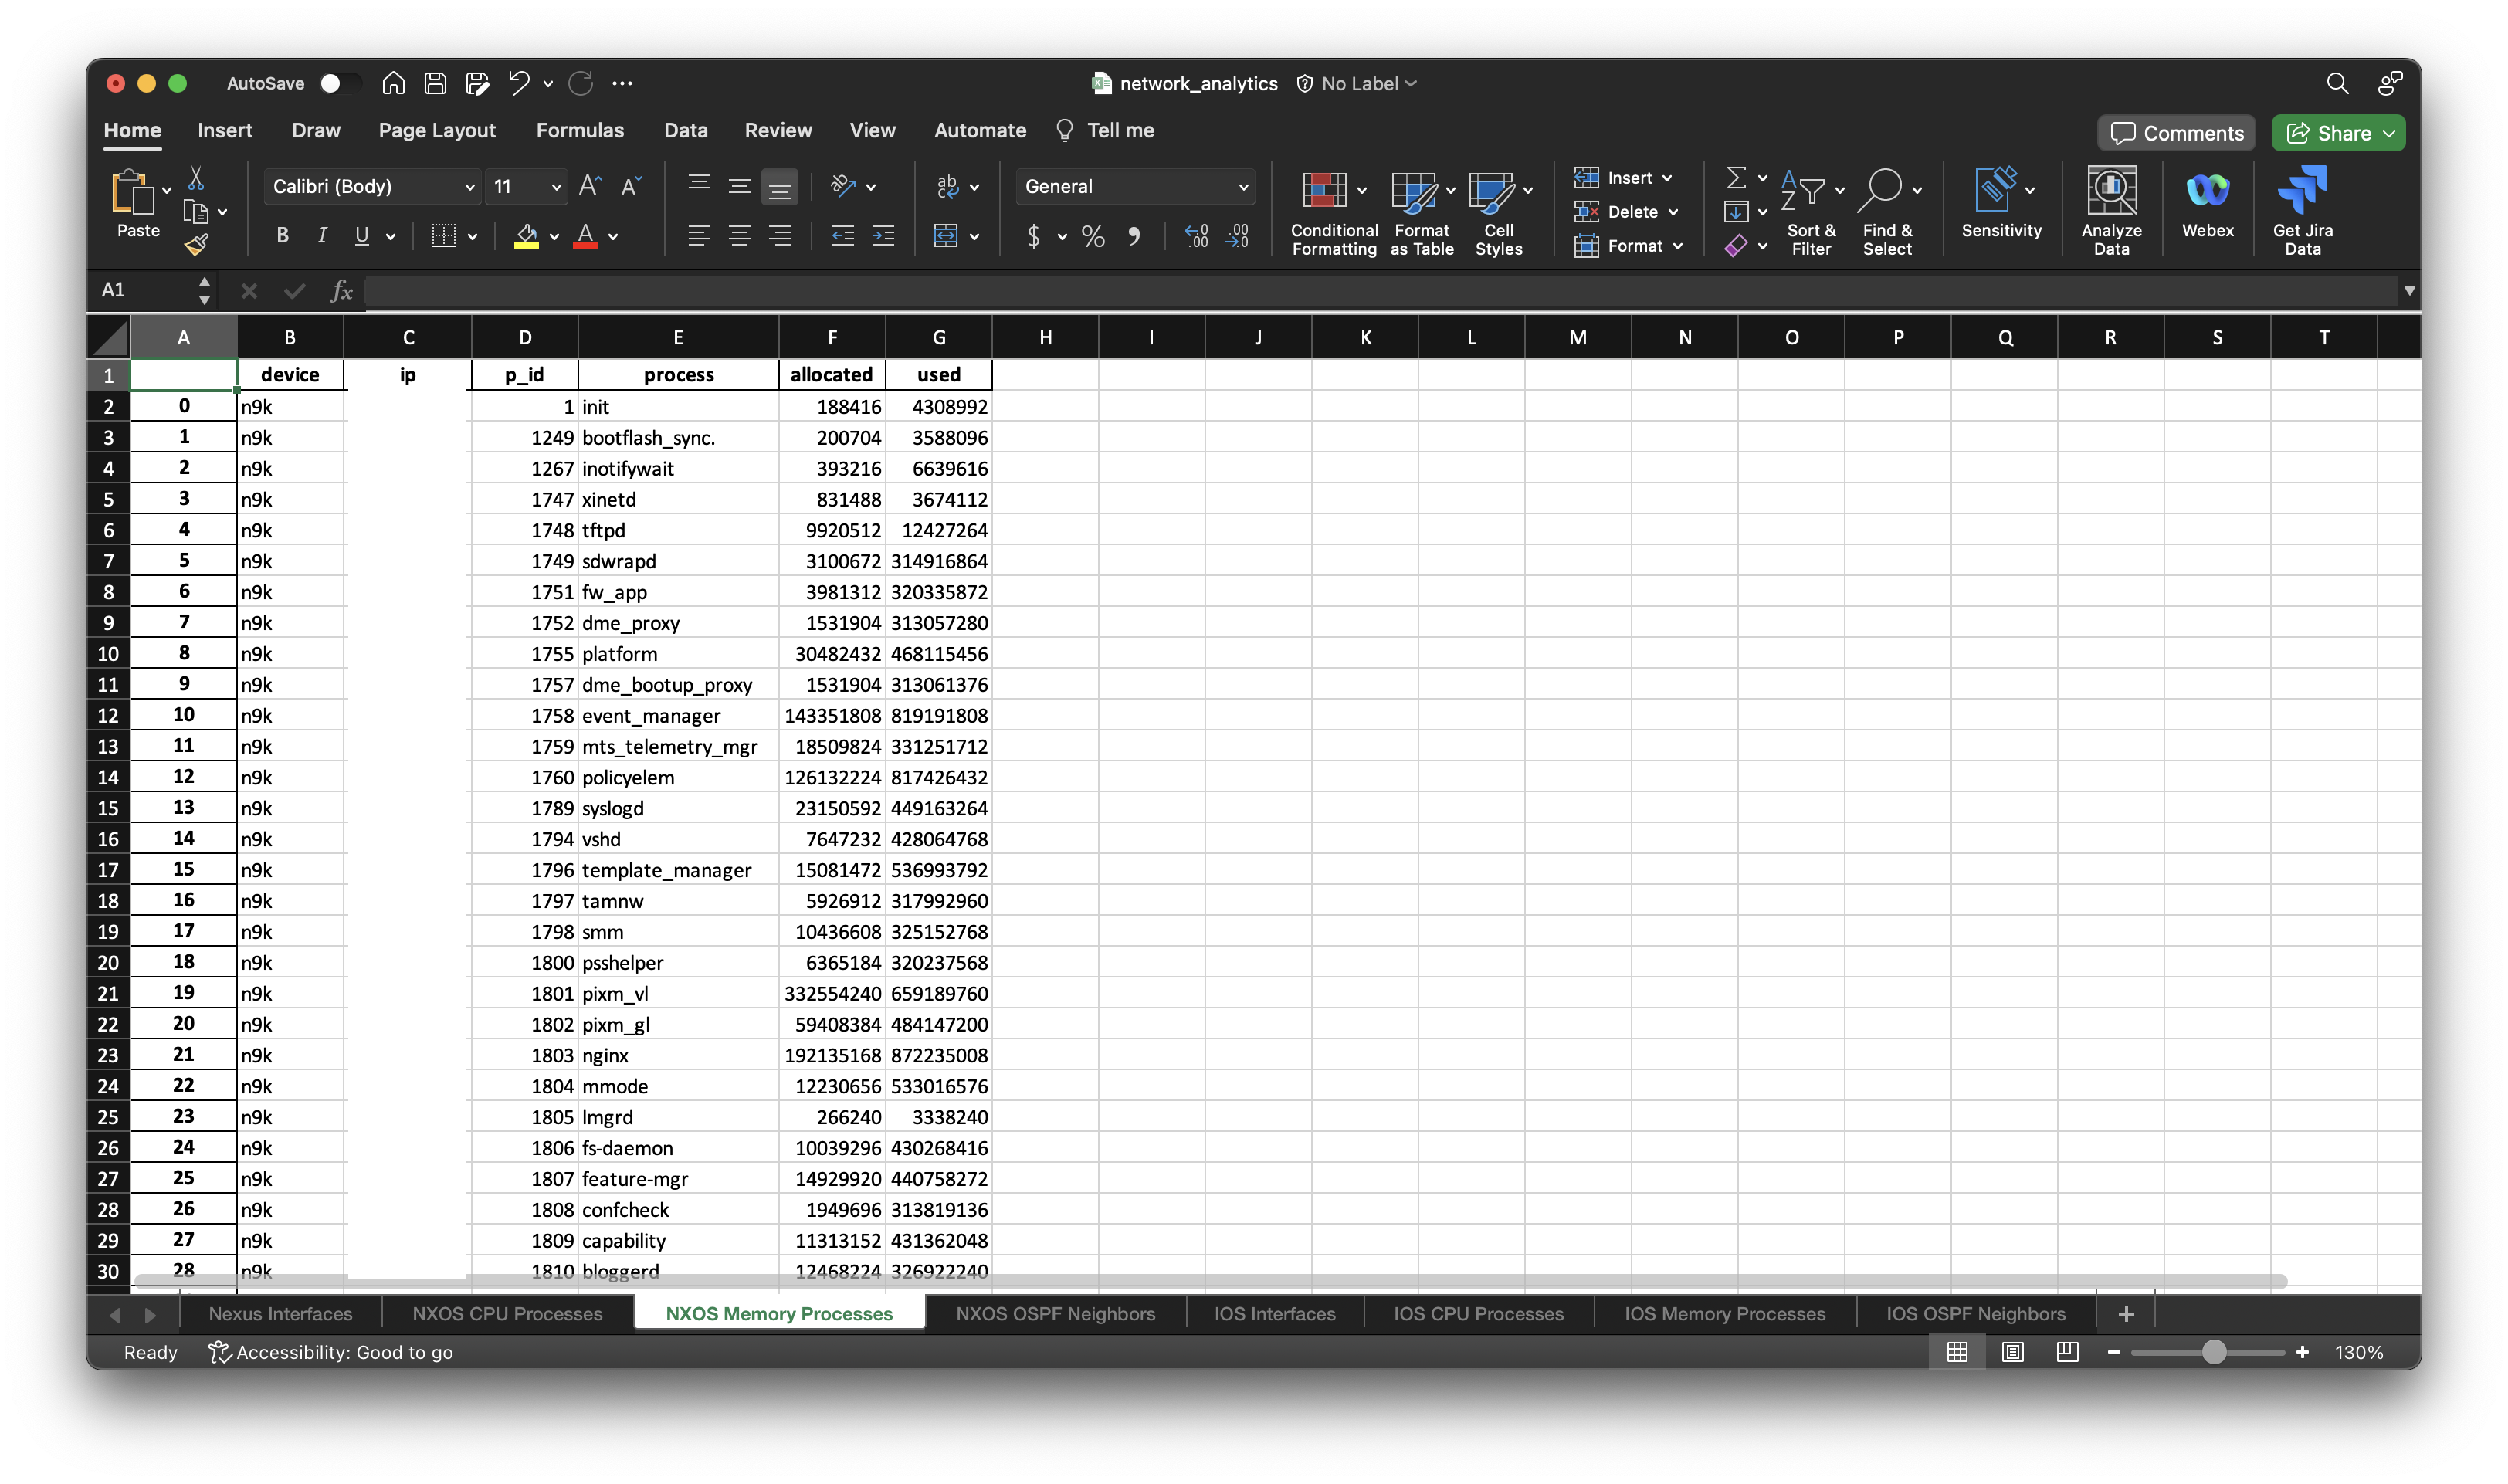 AutoSave network_analytics No Label
Home Insert Draw Page Layout Formulas Data Review View Automate Tell me Comments Share
Paste Calibri (Body) 11 General Conditional Formatting Format as Table Cell Styles Insert Delete Format Sort & Filter Find & Select Sensitivity Analyze Data Webex Get Jira Data
A1 fx
A B C D E F G H I J K L M N O P Q R S T
1 device ip p_id process allocated used
2 0 n9k 1 init 188416 4308992
3 1 n9k 1249 bootflash_sync. 200704 3588096
4 2 n9k 1267 inotifywait 393216 6639616
5 3 n9k 1747 xinetd 831488 3674112
6 4 n9k 1748 tftpd 9920512 12427264
7 5 n9k 1749 sdwrapd 3100672 314916864
8 6 n9k 1751 fw_app 3981312 320335872
9 7 n9k 1752 dme_proxy 1531904 313057280
10 8 n9k 1755 platform 30482432 468115456
11 9 n9k 1757 dme_bootup_proxy 1531904 313061376
12 10 n9k 1758 event_manager 143351808 819191808
13 11 n9k 1759 mts_telemetry_mgr 18509824 331251712
14 12 n9k 1760 policyelem 126132224 817426432
15 13 n9k 1789 syslogd 23150592 449163264
16 14 n9k 1794 vshd 7647232 428064768
17 15 n9k 1796 template_manager 15081472 536993792
18 16 n9k 1797 tamnw 5926912 317992960
19 17 n9k 1798 smm 10436608 325152768
20 18 n9k 1800 psshelper 6365184 320237568
21 19 n9k 1801 pixm_vl 332554240 659189760
22 20 n9k 1802 pixm_gl 59408384 484147200
23 21 n9k 1803 nginx 192135168 872235008
24 22 n9k 1804 mmode 12230656 533016576
25 23 n9k 1805 lmgrd 266240 3338240
26 24 n9k 1806 fs-daemon 10039296 430268416
27 25 n9k 1807 feature-mgr 14929920 440758272
28 26 n9k 1808 confcheck 1949696 313819136
29 27 n9k 1809 capability 11313152 431362048
30 28 n9k 1810 bloggerd 12468224 326922240
Nexus Interfaces NXOS CPU Processes NXOS Memory Processes NXOS OSPF Neighbors IOS Interfaces IOS CPU Processes IOS Memory Processes IOS OSPF Neighbors +
Ready Accessibility: Good to go 130%